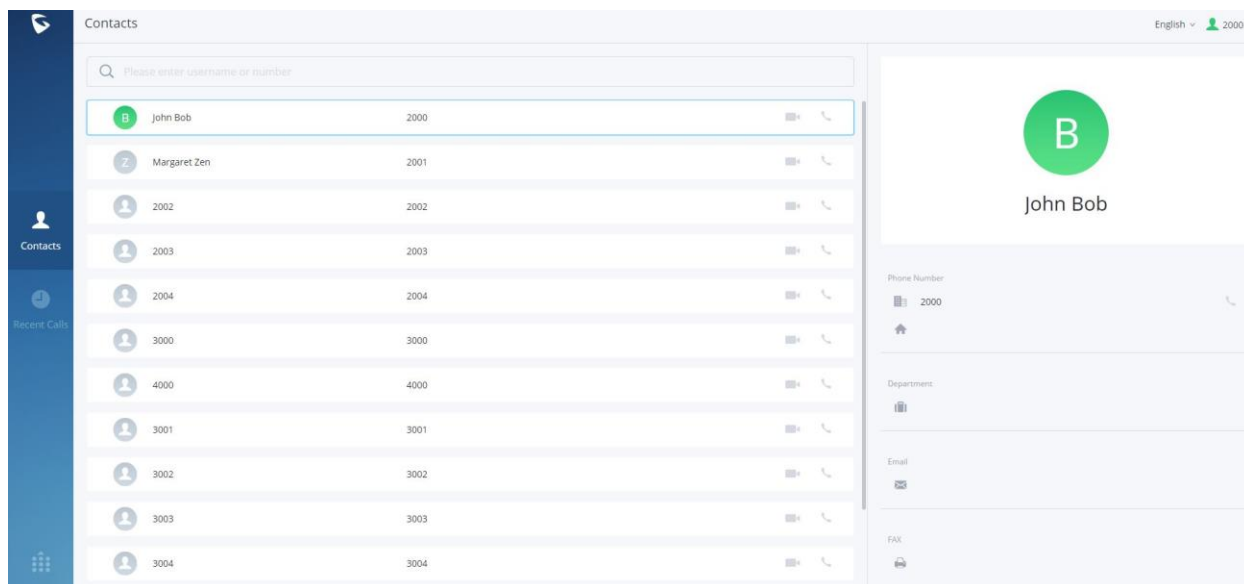 Contacts
English 2000
Please enter username or number
B John Bob 2000
Z Margaret Zen 2001
2002 2002
2003 2003
2004 2004
3000 3000
4000 4000
3001 3001
3002 3002
3003 3003
3004 3004
Contacts
Recent Calls
B
John Bob
Phone Number
2000
Department
Email
FAX